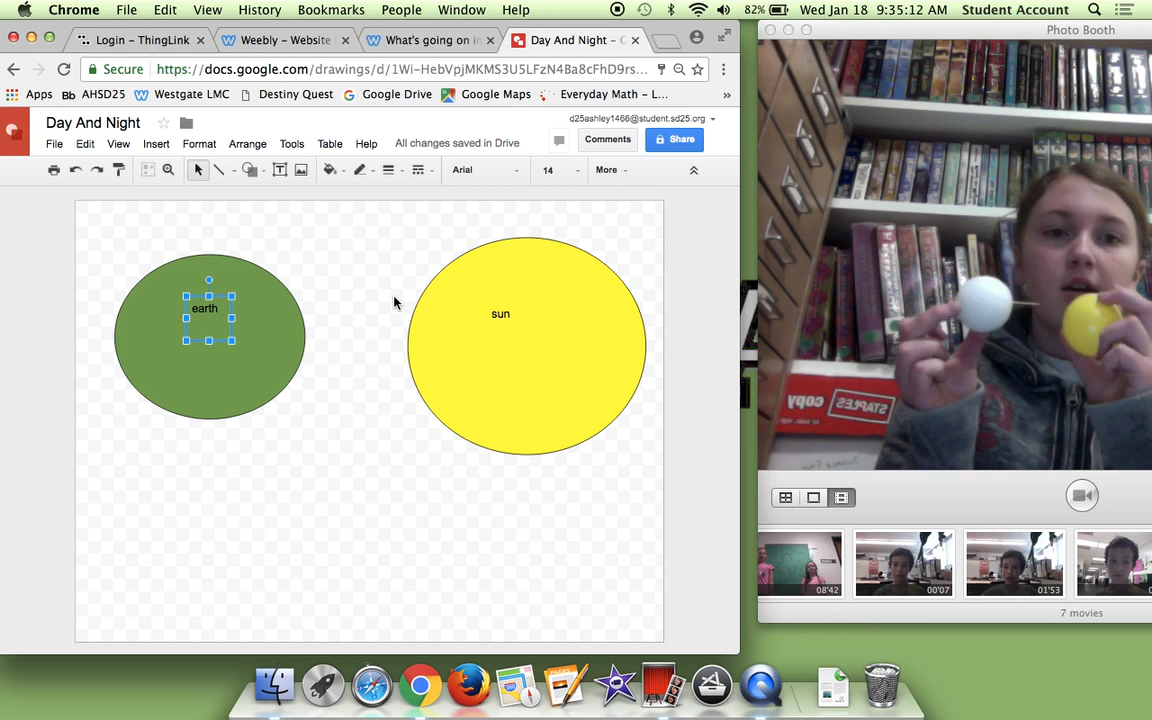 Chrome File Edit View History Bookmarks People Window Help 82% Wed Jan 18 9:35:12 AM Student Account
Login – ThingLink Weebly – Website What's going on in Day And Night – G
Secure https://docs.google.com/drawings/d/1Wi-HebVpjMKMS3U5LFzN4Ba8cFhD9rs...
Apps Bb AHSD25 Westgate LMC Destiny Quest Google Drive Google Maps Everyday Math – L... »
Day And Night
d25ashley1466@student.sd25.org
File Edit View Insert Format Arrange Tools Table Help All changes saved in Drive
Comments Share
Arial 14 More
earth
sun
Photo Booth
STAPLES copy
08'42 00'07 01'53
7 movies